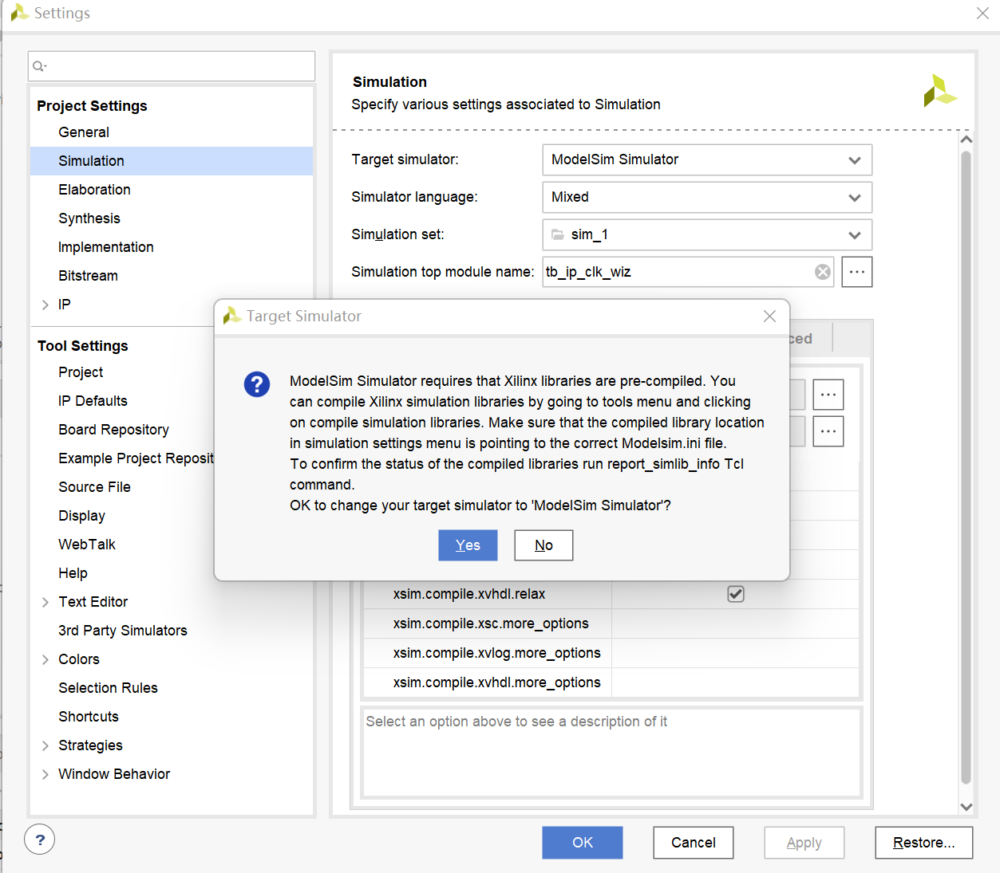 Settings
Project Settings
General
Simulation
Elaboration
Synthesis
Implementation
Bitstream
IP
Tool Settings
Project
IP Defaults
Board Repository
Example Project Reposit
Source File
Display
WebTalk
Help
Text Editor
3rd Party Simulators
Colors
Selection Rules
Shortcuts
Strategies
Window Behavior
Simulation
Specify various settings associated to Simulation
Target simulator: ModelSim Simulator
Simulator language: Mixed
Simulation set: sim_1
Simulation top module name: tb_ip_clk_wiz ...
ced
...
...
Target Simulator
ModelSim Simulator requires that Xilinx libraries are pre-compiled. You
can compile Xilinx simulation libraries by going to tools menu and clicking
on compile simulation libraries. Make sure that the compiled library location
in simulation settings menu is pointing to the correct Modelsim.ini file.
To confirm the status of the compiled libraries run report_simlib_info Tcl
command.
OK to change your target simulator to 'ModelSim Simulator'?
Yes No
xsim.compile.xvhdl.relax
xsim.compile.xsc.more_options
xsim.compile.xvlog.more_options
xsim.compile.xvhdl.more_options
Select an option above to see a description of it
? OK Cancel Apply Restore...